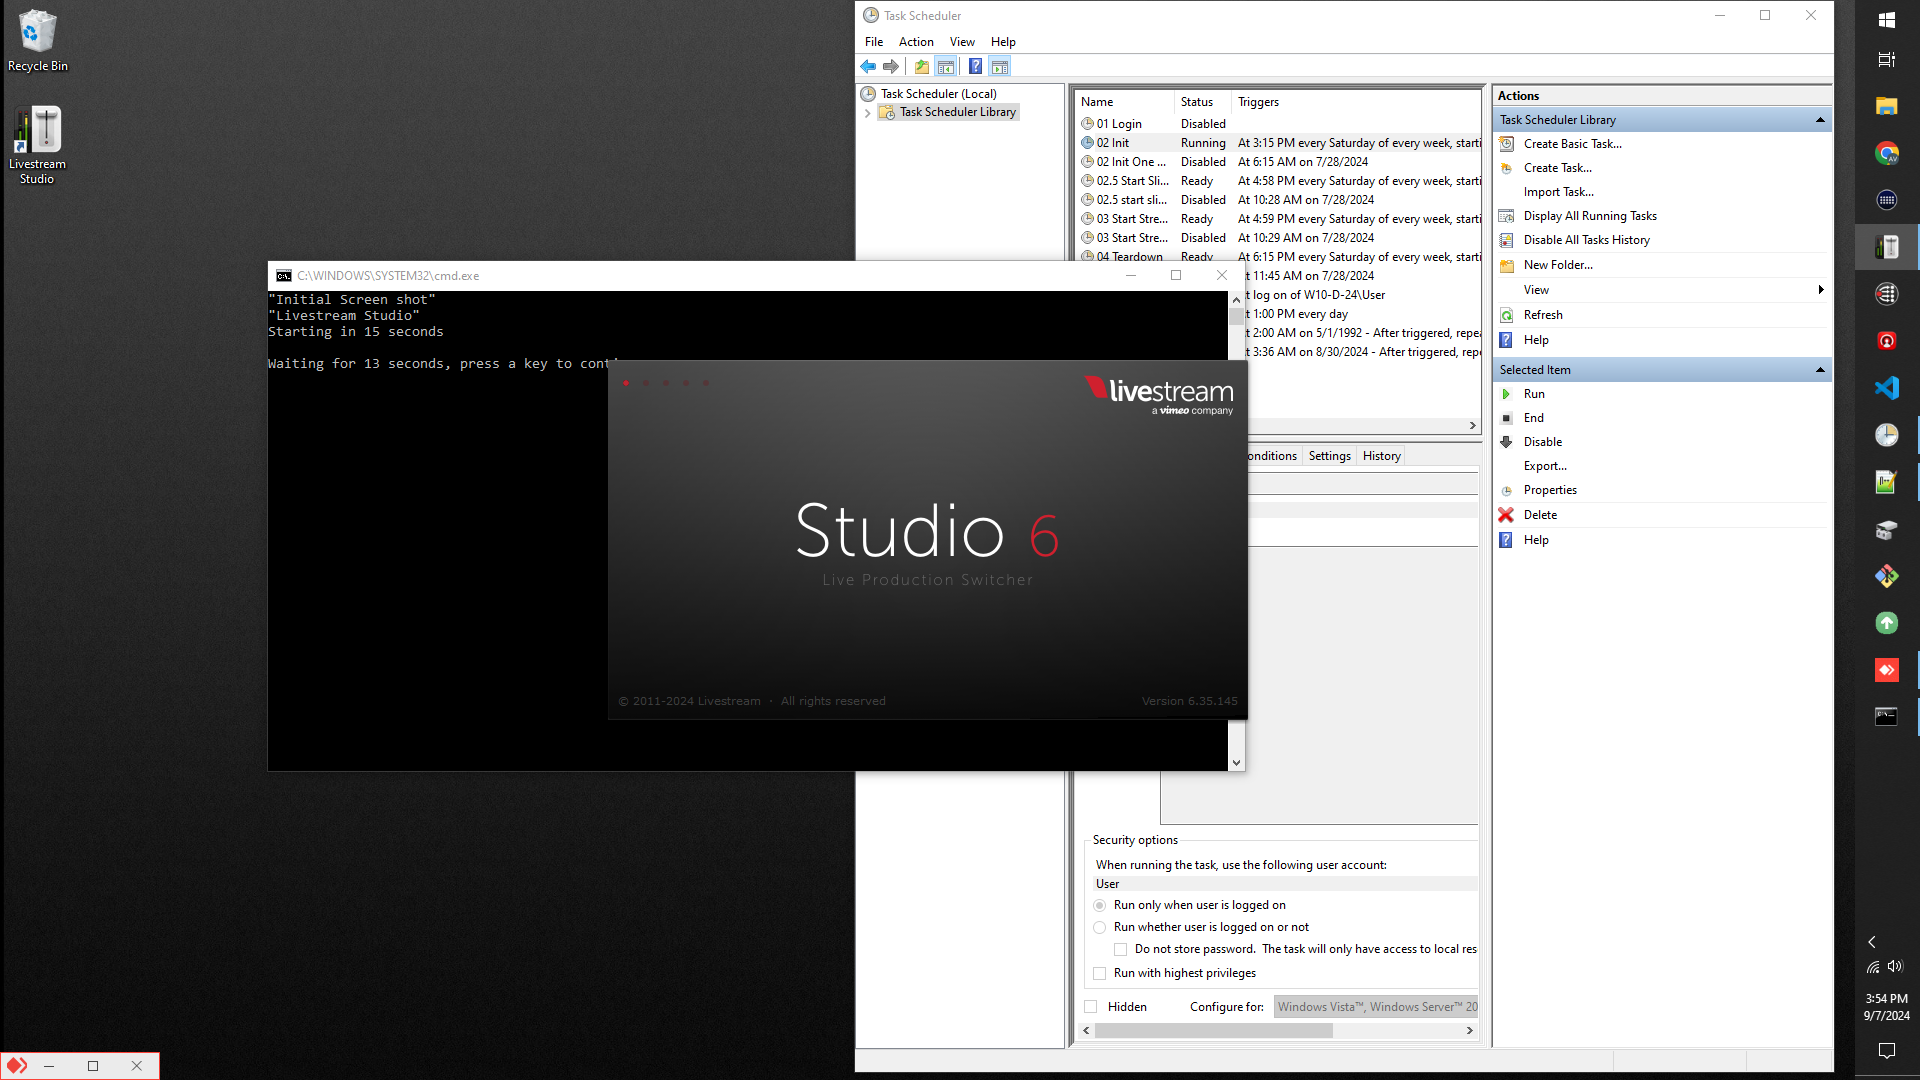 Recycle Bin
Livestream
Studio
Task Scheduler
File Action View Help
Task Scheduler (Local)
Task Scheduler Library
Name Status Triggers
01 Login Disabled
02 Init Running At 3:15 PM every Saturday of every week, starti
02 Init One ... Disabled At 6:15 AM on 7/28/2024
02.5 Start Sli... Ready At 4:58 PM every Saturday of every week, starti
02.5 start sli... Disabled At 10:28 AM on 7/28/2024
03 Start Stre... Ready At 4:59 PM every Saturday of every week, starti
03 Start Stre... Disabled At 10:29 AM on 7/28/2024
04 Teardown Ready At 6:15 PM every Saturday of every week, starti
t 11:45 AM on 7/28/2024
t log on of W10-D-24\User
t 1:00 PM every day
t 2:00 AM on 5/1/1992 - After triggered, repea
t 3:36 AM on 8/30/2024 - After triggered, repe
onditions Settings History
Security options
When running the task, use the following user account:
User
Run only when user is logged on
Run whether user is logged on or not
Do not store password. The task will only have access to local res
Run with highest privileges
Hidden Configure for: Windows Vista™, Windows Server™ 20
Actions
Task Scheduler Library
Create Basic Task...
Create Task...
Import Task...
Display All Running Tasks
Disable All Tasks History
New Folder...
View
Refresh
Help
Selected Item
Run
End
Disable
Export...
Properties
Delete
Help
C:\WINDOWS\SYSTEM32\cmd.exe
"Initial Screen shot"
"Livestream Studio"
Starting in 15 seconds
Waiting for 13 seconds, press a key to conti
livestream
a vimeo company
Studio 6
Live Production Switcher
© 2011-2024 Livestream · All rights reserved
Version 6.35.145
AV
3:54 PM
9/7/2024